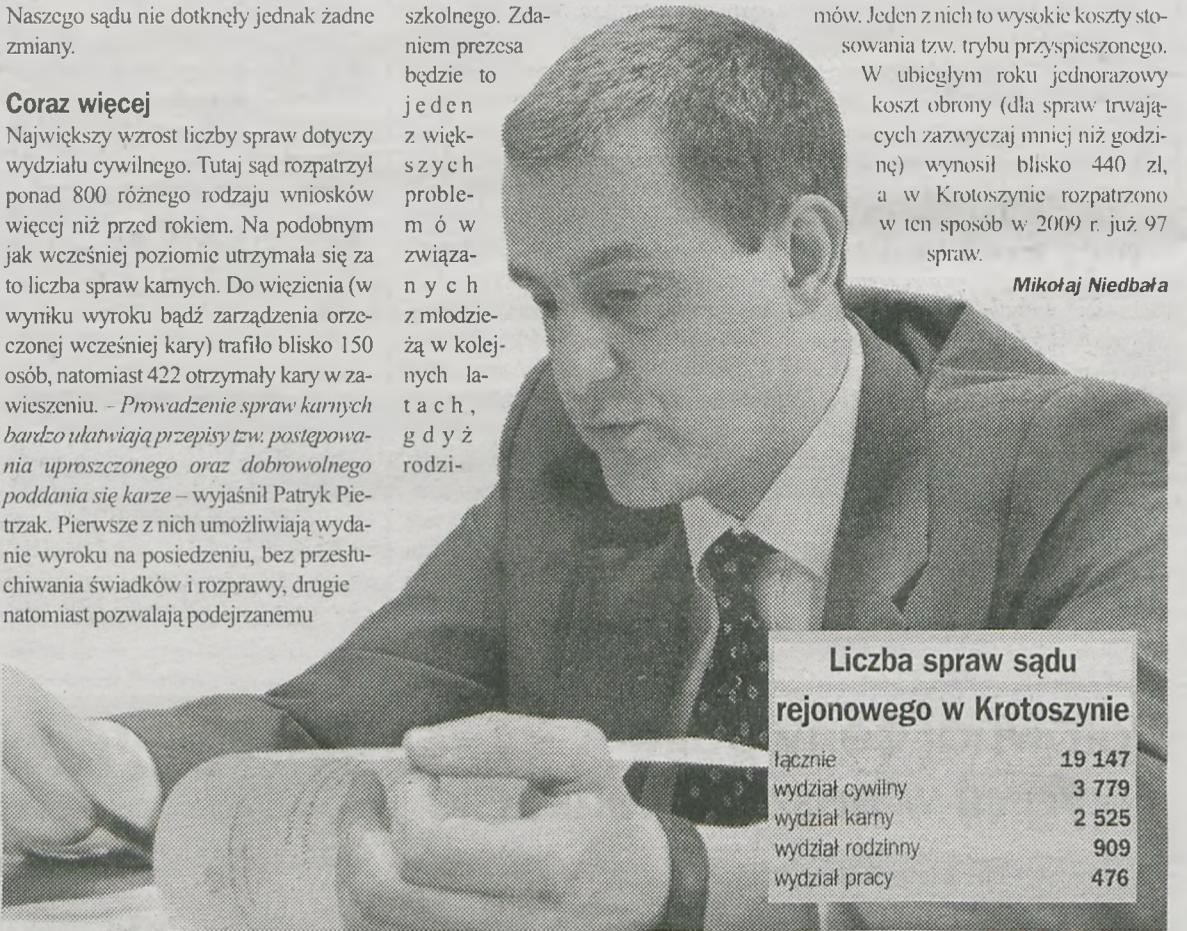 Naszego sądu nie dotknęły jednak żadne
zmiany.
Coraz więcej
Największy wzrost liczby spraw dotyczy
wydziału cywilnego. Tutaj sąd rozpatrzył
ponad 800 różnego rodzaju wniosków
więcej niż przed rokiem. Na podobnym
jak wcześniej poziomie utrzymała się za
to liczba spraw karnych. Do więzienia (w
wyniku wyroku bądź zarządzenia orze-
czonej wcześniej kary) trafiło blisko 150
osób, natomiast 422 otrzymały kary w za-
wieszeniu. – Prowadzenie spraw karnych
bardzo ułatwiają przepisy tzw. postępowa-
nia uproszczonego oraz dobrowolnego
poddania się karze – wyjaśnił Patryk Pie-
trzak. Pierwsze z nich umożliwiają wyda-
nie wyroku na posiedzeniu, bez przesłu-
chiwania świadków i rozprawy, drugie
natomiast pozwalają podejrzanemu
szkolnego. Zda-
niem prezesa
będzie to
jeden
z więk-
szych
proble-
mów
związa-
nych
z młodzie-
żą w kolej-
nych la-
tach,
gdyż
rodzi-
mów. Jeden z nich to wysokie koszty sto-
sowania tzw. trybu przyspieszonego.
W ubiegłym roku jednorazowy
koszt obrony (dla spraw trwają-
cych zazwyczaj mniej niż godzi-
nę) wynosił blisko 440 zł,
a w Krotoszynie rozpatrzono
w ten sposób w 2009 r. już 97
spraw.
Mikołaj Niedbała
Liczba spraw sądu
rejonowego w Krotoszynie
łącznie 19 147
wydział cywilny 3 779
wydział karny 2 525
wydział rodzinny 909
wydział pracy 476